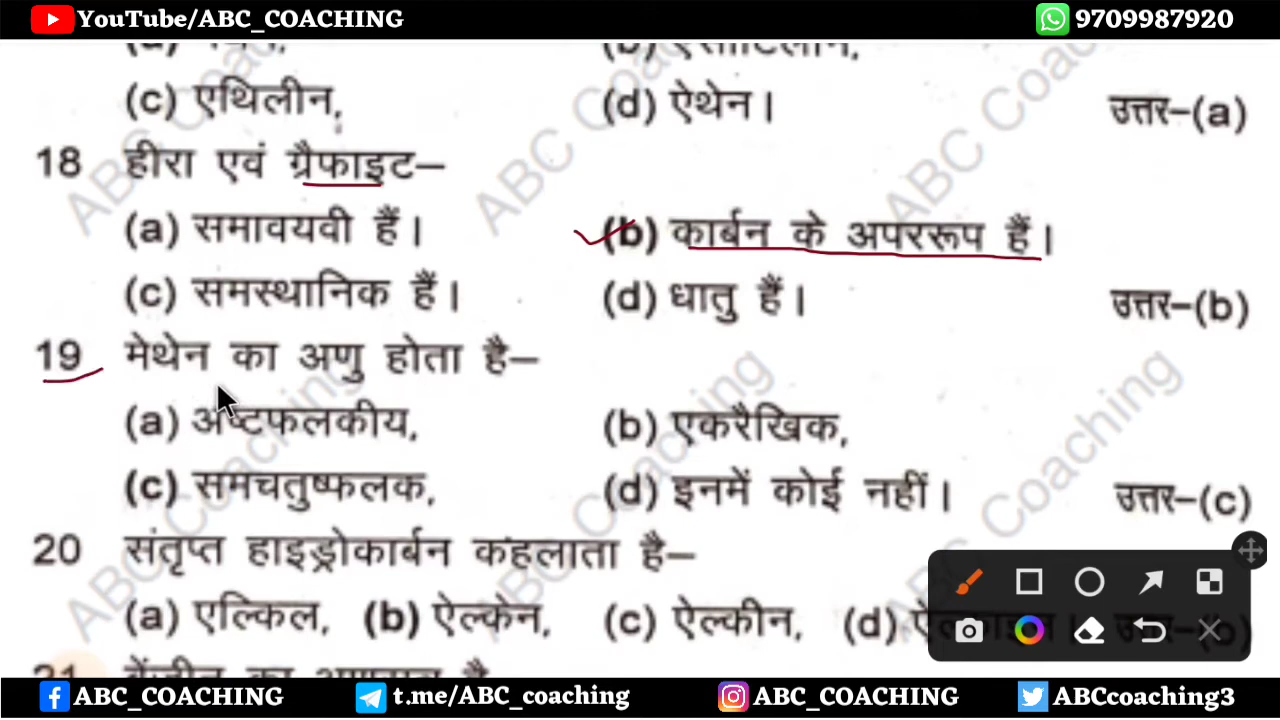 YouTube/ABC_COACHING 9709987920
(c) एथिलीन, (d) ऐथेन। उत्तर–(a)
18 हीरा एवं ग्रैफाइट–
(a) समावयवी हैं। (b) कार्बन के अपररूप हैं।
(c) समस्थानिक हैं। (d) धातु हैं। उत्तर–(b)
19 मेथेन का अणु होता है–
(a) अष्टफलकीय, (b) एकरैखिक,
(c) समचतुष्फलक, (d) इनमें कोई नहीं। उत्तर–(c)
20 संतृप्त हाइड्रोकार्बन कहलाता है–
(a) एल्किल, (b) ऐल्केन, (c) ऐल्कीन, (d)
ABC_COACHING t.me/ABC_coaching ABC_COACHING ABCcoaching3